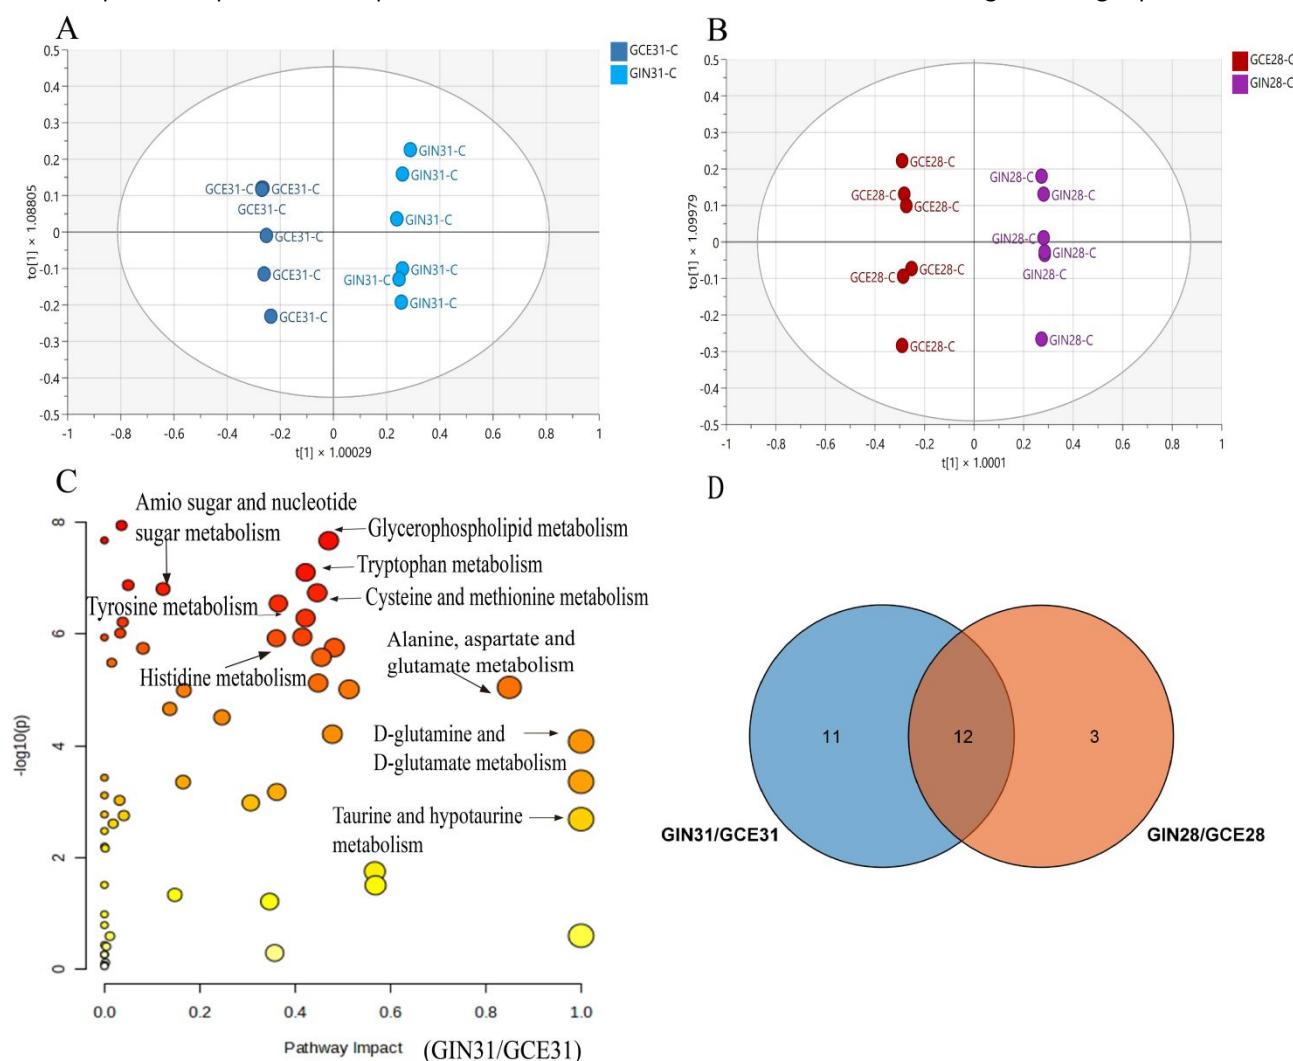 A
GCE31-C
GIN31-C
0.5
0.4
0.3
0.2
0.1
0
-0.1
-0.2
-0.3
-0.4
-0.5
to[1] × 1.08805
GIN31-C
GIN31-C
GCE31-C
GCE31-C
GCE31-C
GIN31-C
GCE31-C
GIN31-C
GCE31-C
GIN31-C
GIN31-C
GCE31-C
-1
-0.8
-0.6
-0.4
-0.2
0
0.2
0.4
0.6
0.8
1
t[1] × 1.00029
B
GCE28-C
GIN28-C
0.5
0.4
0.3
0.2
0.1
0
-0.1
-0.2
-0.3
-0.4
-0.5
to[1] × 1.09979
GCE28-C
GIN28-C
GCE28-C
GIN28-C
GCE28-C
GIN28-C
GIN28-C
GCE28-C
GCE28-C
GIN28-C
GCE28-C
GIN28-C
-1
-0.8
-0.6
-0.4
-0.2
0
0.2
0.4
0.6
0.8
1
t[1] × 1.0001
C
Amio sugar and nucleotide
sugar metabolism
Glycerophospholipid metabolism
Tryptophan metabolism
Cysteine and methionine metabolism
Tyrosine metabolism
Alanine, aspartate and
glutamate metabolism
Histidine metabolism
D-glutamine and
D-glutamate metabolism
Taurine and hypotaurine
metabolism
8
6
4
2
0
-log10(p)
0.0
0.2
0.4
0.6
0.8
1.0
Pathway Impact (GIN31/GCE31)
D
11
12
3
GIN31/GCE31
GIN28/GCE28